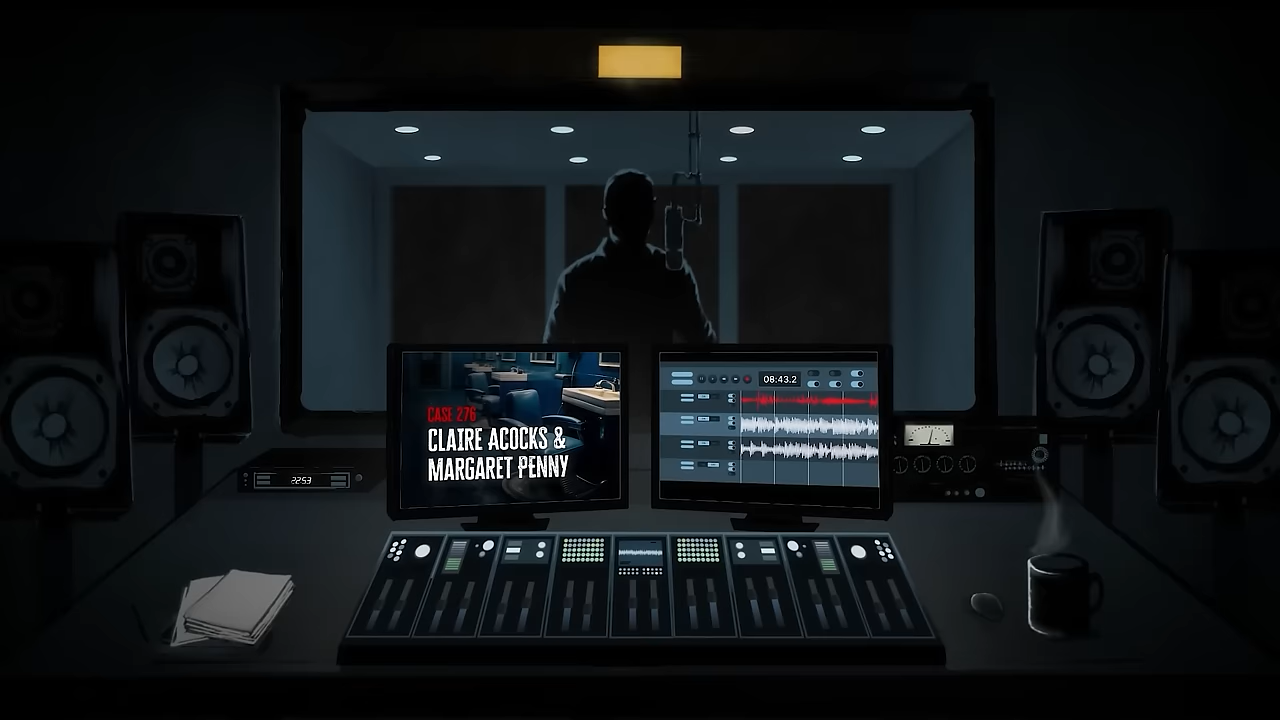 CASE 276
CLAIRE ACOCKS &
MARGARET PENNY
08:43.2
2253